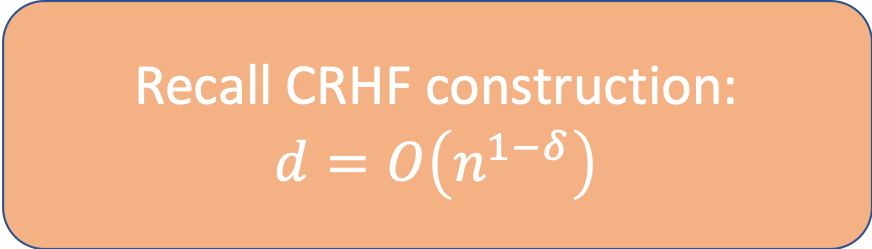 Recall CRHF construction:
d = O(n^{1−δ})